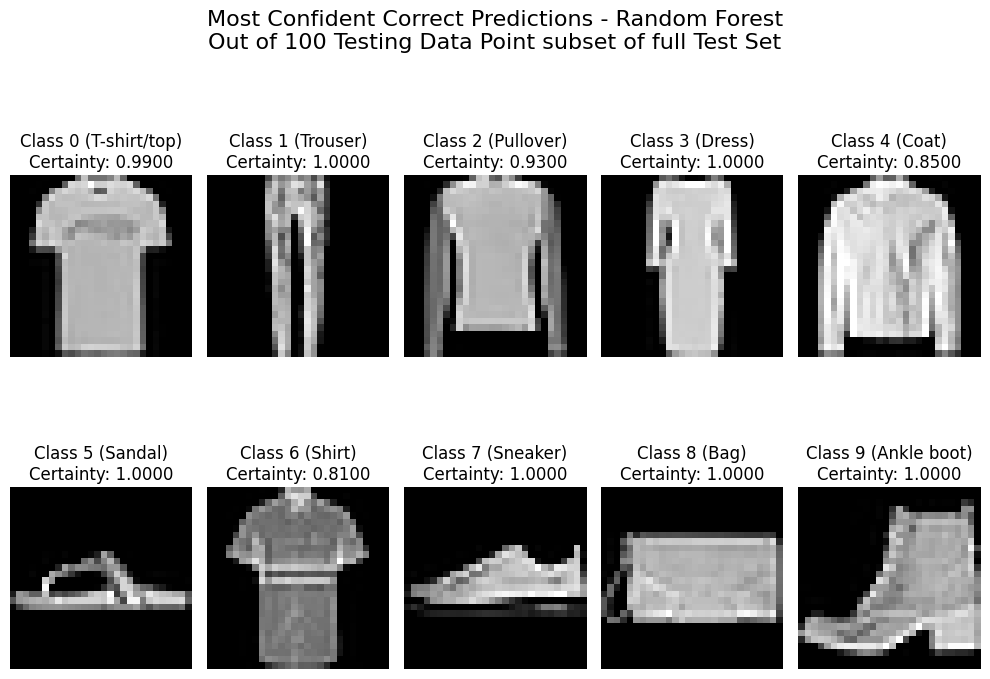 Most Confident Correct Predictions - Random Forest
Out of 100 Testing Data Point subset of full Test Set
Class 0 (T-shirt/top)
Certainty: 0.9900
Class 1 (Trouser)
Certainty: 1.0000
Class 2 (Pullover)
Certainty: 0.9300
Class 3 (Dress)
Certainty: 1.0000
Class 4 (Coat)
Certainty: 0.8500
Class 5 (Sandal)
Certainty: 1.0000
Class 6 (Shirt)
Certainty: 0.8100
Class 7 (Sneaker)
Certainty: 1.0000
Class 8 (Bag)
Certainty: 1.0000
Class 9 (Ankle boot)
Certainty: 1.0000